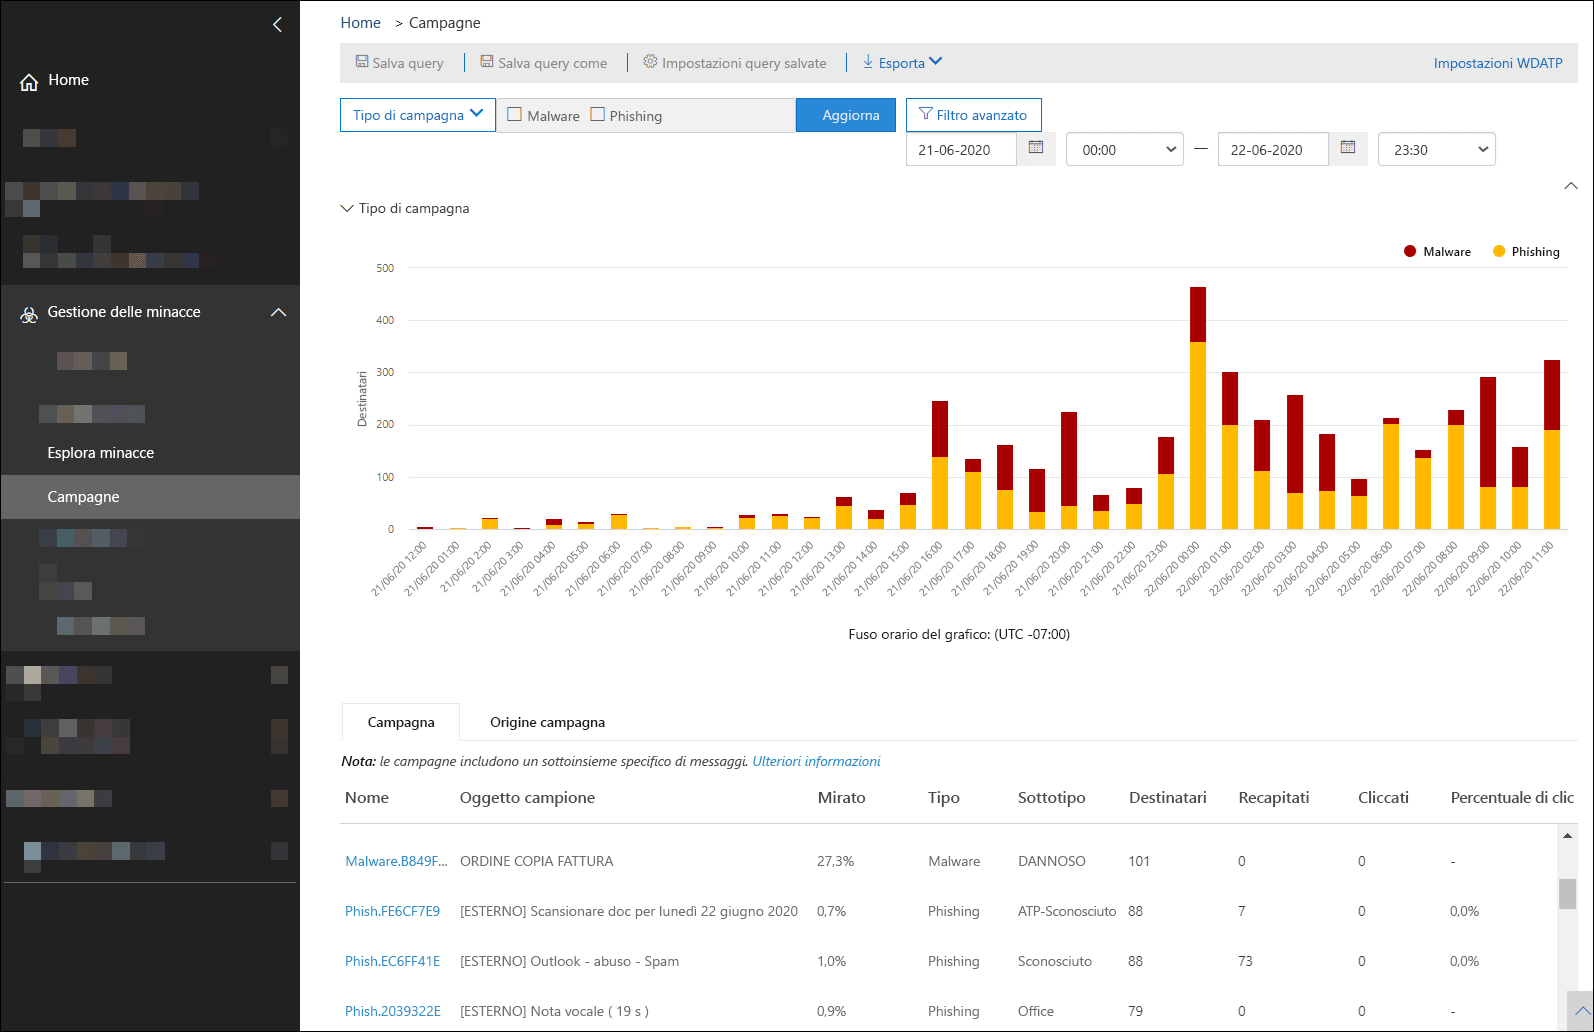 Home
Gestione delle minacce
Esplora minacce
Campagne
Home > Campagne
Salva query | Salva query come | Impostazioni query salvate | Esporta
Impostazioni WDATP
Tipo di campagna Malware Phishing Aggiorna Filtro avanzato
21-06-2020 00:00 — 22-06-2020 23:30
Tipo di campagna
Malware Phishing
Destinatari
500
400
300
200
100
0
21/06/20 12:00
21/06/20 01:00
21/06/20 2:00
21/06/20 3:00
21/06/20 04:00
21/06/20 05:00
21/06/20 06:00
21/06/20 07:00
21/06/20 08:00
21/06/20 09:00
21/06/20 10:00
21/06/20 11:00
21/06/20 12:00
21/06/20 13:00
21/06/20 14:00
21/06/20 15:00
21/06/20 16:00
21/06/20 17:00
21/06/20 18:00
21/06/20 19:00
21/06/20 20:00
21/06/20 21:00
21/06/20 22:00
21/06/20 23:00
22/06/20 00:00
22/06/20 01:00
22/06/20 02:00
22/06/20 03:00
22/06/20 04:00
22/06/20 05:00
22/06/20 06:00
22/06/20 07:00
22/06/20 08:00
22/06/20 09:00
22/06/20 10:00
22/06/20 11:00
Fuso orario del grafico: (UTC -07:00)
Campagna Origine campagna
Nota: le campagne includono un sottoinsieme specifico di messaggi. Ulteriori informazioni
Nome Oggetto campione Mirato Tipo Sottotipo Destinatari Recapitati Cliccati Percentuale di clic
Malware.B849F... ORDINE COPIA FATTURA 27,3% Malware DANNOSO 101 0 0 -
Phish.FE6CF7E9 [ESTERNO] Scansionare doc per lunedì 22 giugno 2020 0,7% Phishing ATP-Sconosciuto 88 7 0 0,0%
Phish.EC6FF41E [ESTERNO] Outlook - abuso - Spam 1,0% Phishing Sconosciuto 88 73 0 0,0%
Phish.2039322E [ESTERNO] Nota vocale ( 19 s ) 0,9% Phishing Office 79 0 0 -